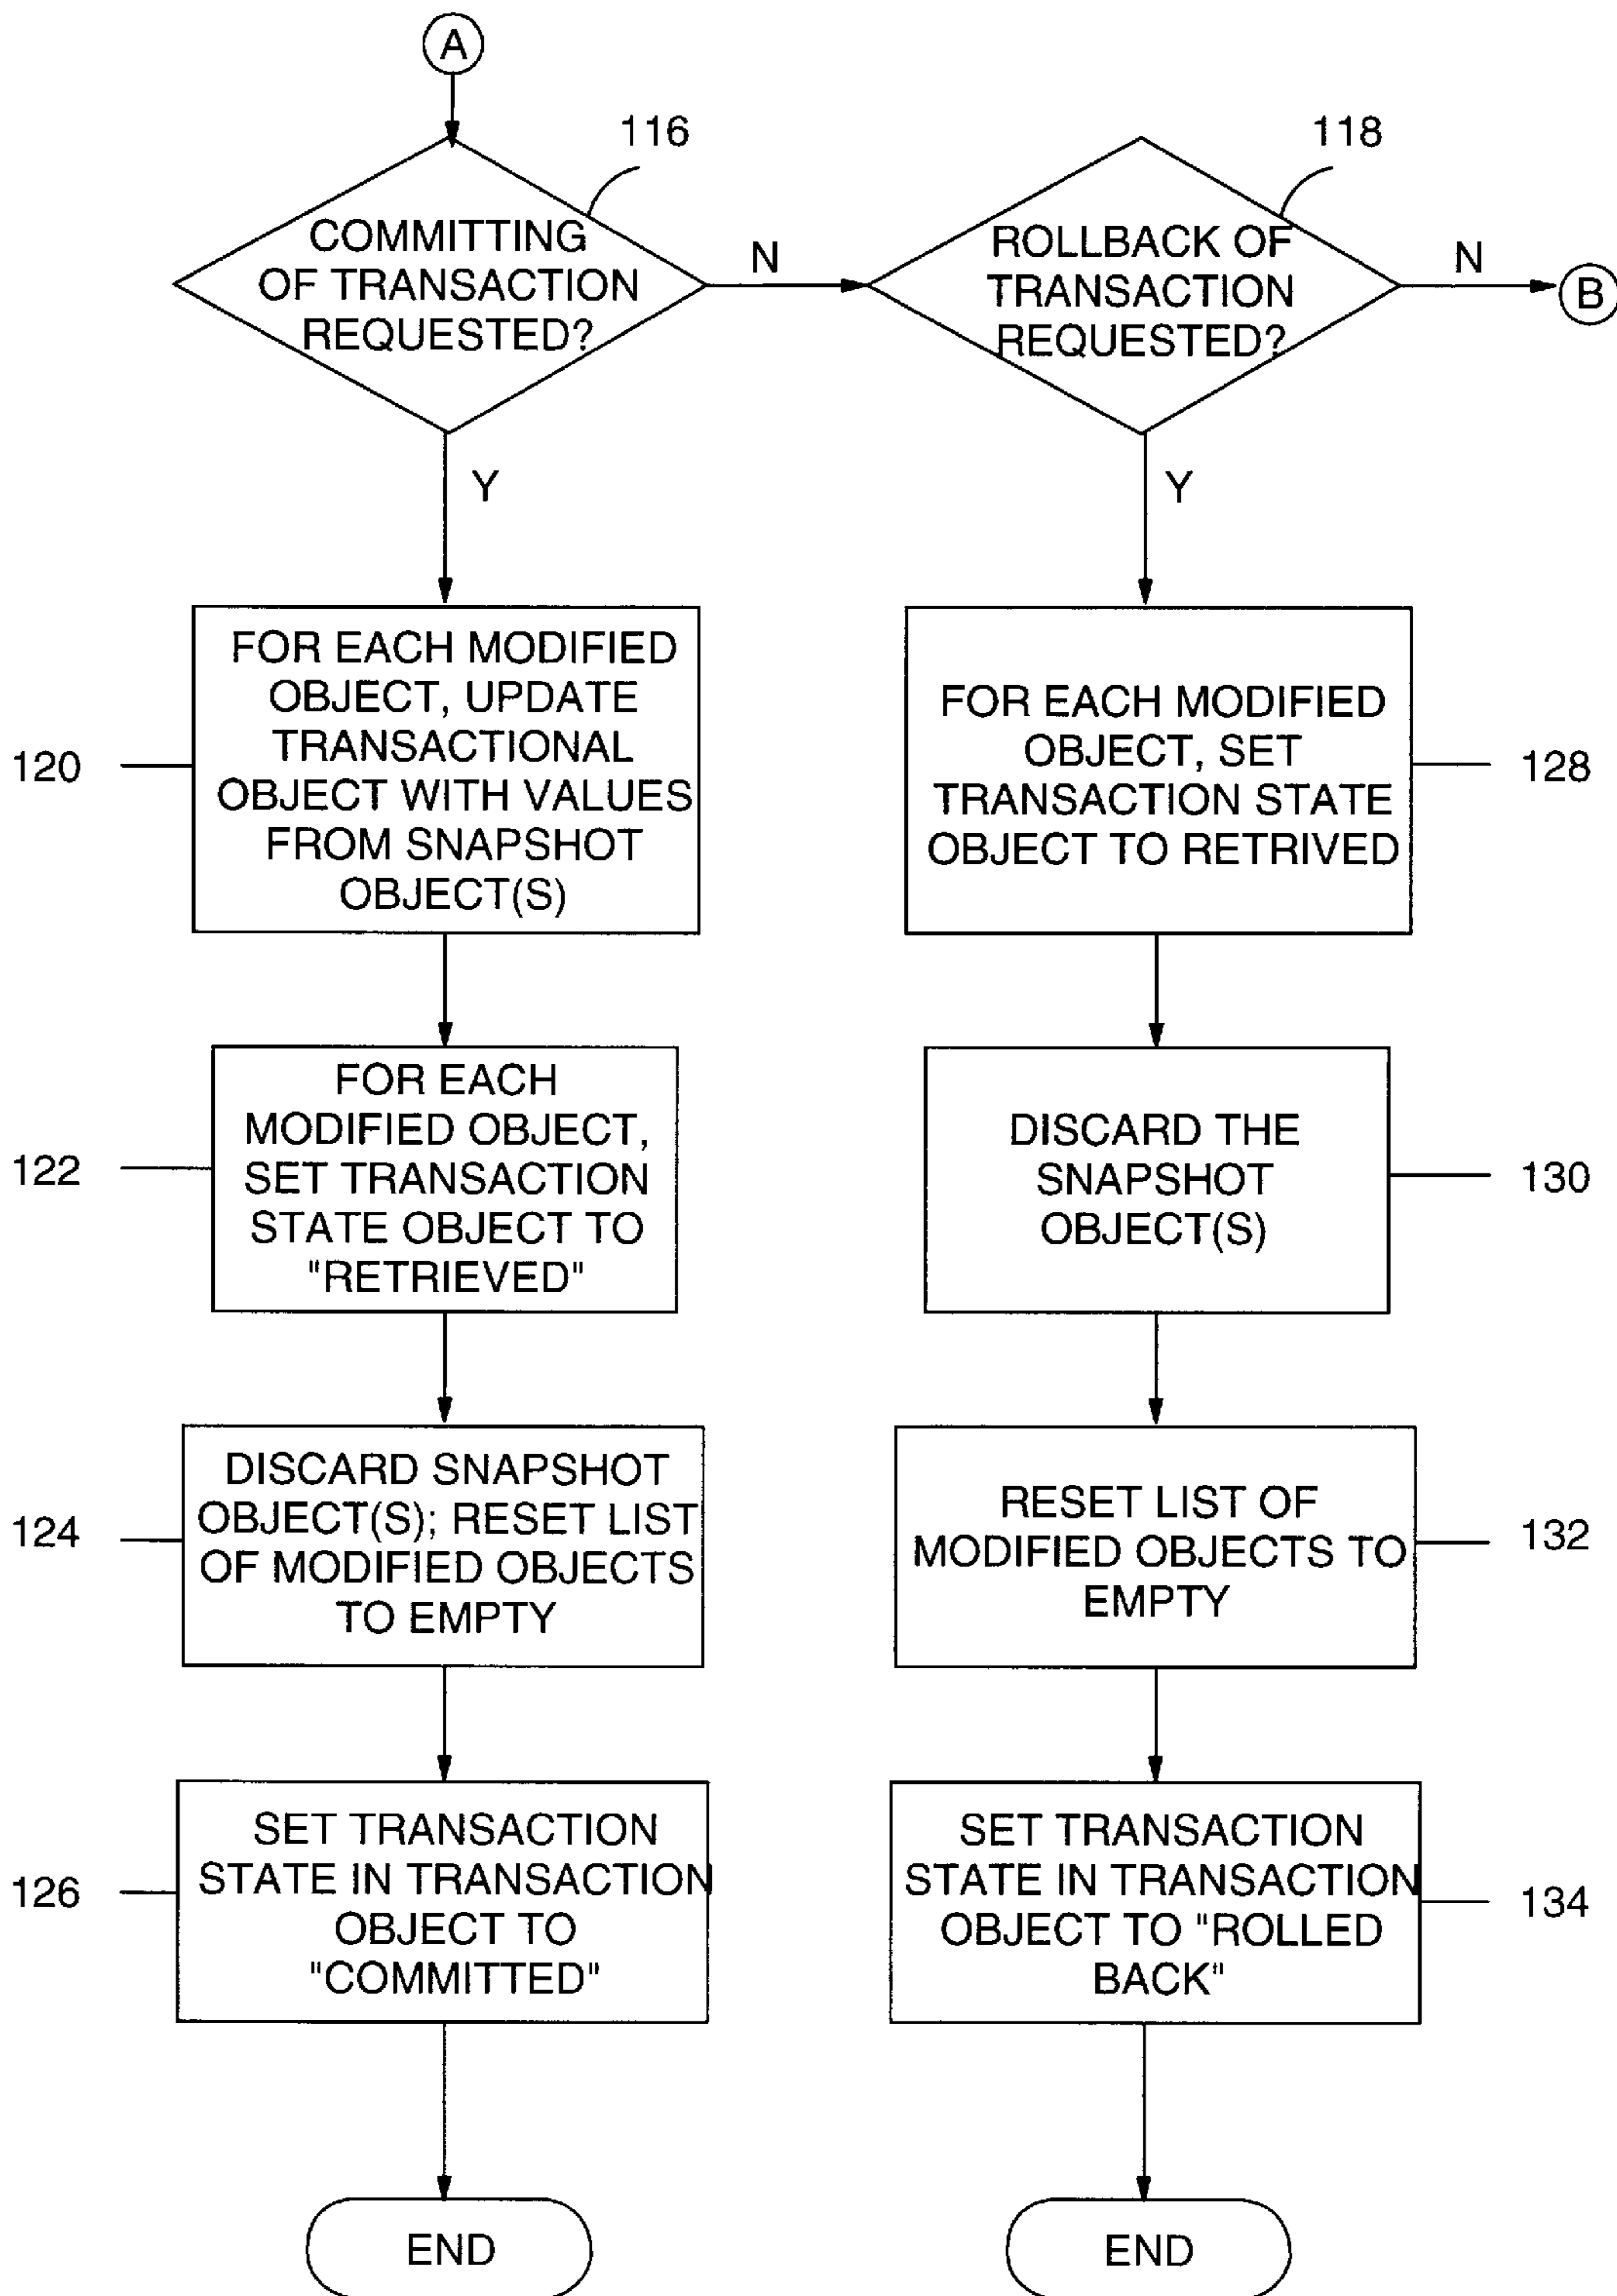 A
116
COMMITTING
OF TRANSACTION
REQUESTED?
N
118
ROLLBACK OF
TRANSACTION
REQUESTED?
N
B
Y
Y
120
FOR EACH MODIFIED
OBJECT, UPDATE
TRANSACTIONAL
OBJECT WITH VALUES
FROM SNAPSHOT
OBJECT(S)
FOR EACH MODIFIED
OBJECT, SET
TRANSACTION STATE
OBJECT TO RETRIVED
128
122
FOR EACH
MODIFIED OBJECT,
SET TRANSACTION
STATE OBJECT TO
"RETRIEVED"
DISCARD THE
SNAPSHOT
OBJECT(S)
130
124
DISCARD SNAPSHOT
OBJECT(S); RESET LIST
OF MODIFIED OBJECTS
TO EMPTY
RESET LIST OF
MODIFIED OBJECTS TO
EMPTY
132
126
SET TRANSACTION
STATE IN TRANSACTION
OBJECT TO
"COMMITTED"
SET TRANSACTION
STATE IN TRANSACTION
OBJECT TO "ROLLED
BACK"
134
END
END